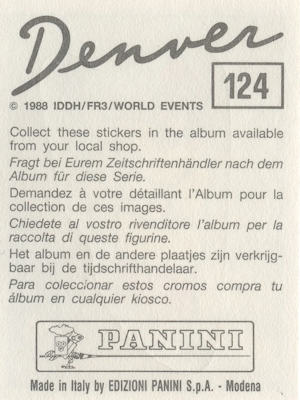 Denver
124
© 1988 IDDH/FR3/WORLD EVENTS
Collect these stickers in the album available
from your local shop.
Fragt bei Eurem Zeitschriftenhändler nach dem
Album für diese Serie.
Demandez à votre détaillant l'Album pour la
collection de ces images.
Chiedete al vostro rivenditore l'album per la
raccolta di queste figurine.
Het album en de andere plaatjes zijn verkrijg-
baar bij de tijdschrifthandelaar.
Para coleccionar estos cromos compra tu
álbum en cualquier kiosco.
PANINI
Made in Italy by EDIZIONI PANINI S.p.A. - Modena